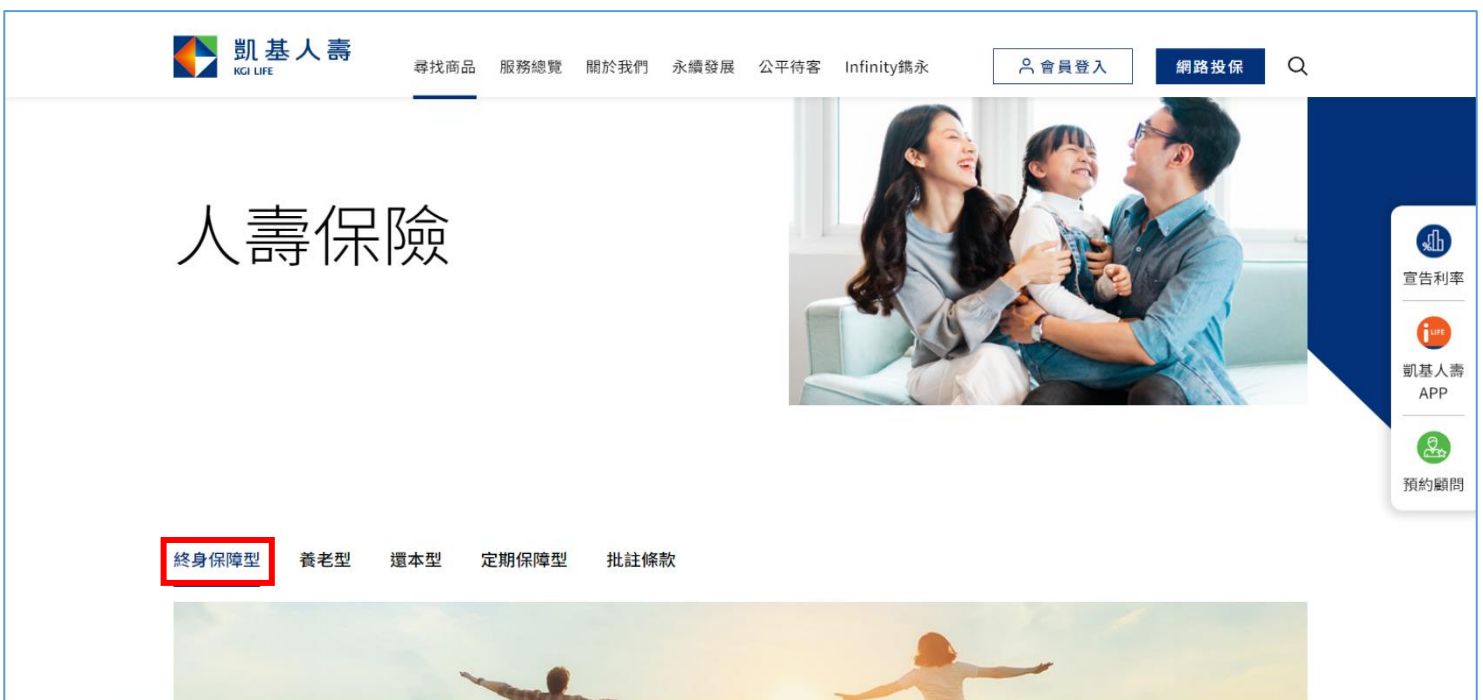 凱基人壽
KGI LIFE
尋找商品 服務總覽 關於我們 永續發展 公平待客 Infinity鐫永 會員登入 網路投保
人壽保險
%
宣告利率
i LIFE
凱基人壽
APP
預約顧問
終身保障型 養老型 還本型 定期保障型 批註條款